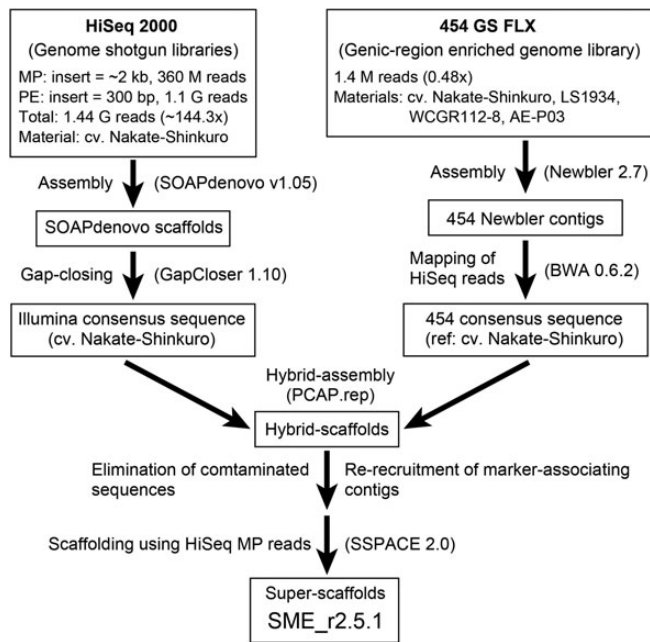 HiSeq 2000
(Genome shotgun libraries)
MP: insert = ~2 kb, 360 M reads
PE: insert = 300 bp, 1.1 G reads
Total: 1.44 G reads (~144.3x)
Material: cv. Nakate-Shinkuro
454 GS FLX
(Genic-region enriched genome library)
1.4 M reads (0.48x)
Materials: cv. Nakate-Shinkuro, LS1934,
WCGR112-8, AE-P03
Assembly (SOAPdenovo v1.05)
Assembly (Newbler 2.7)
SOAPdenovo scaffolds
454 Newbler contigs
Gap-closing (GapCloser 1.10)
Mapping of
HiSeq reads
(BWA 0.6.2)
Illumina consensus sequence
(cv. Nakate-Shinkuro)
454 consensus sequence
(ref: cv. Nakate-Shinkuro)
Hybrid-assembly
(PCAP.rep)
Hybrid-scaffolds
Elimination of comtaminated
sequences
Re-recruitment of marker-associating
contigs
Scaffolding using HiSeq MP reads (SSPACE 2.0)
Super-scaffolds
SME_r2.5.1